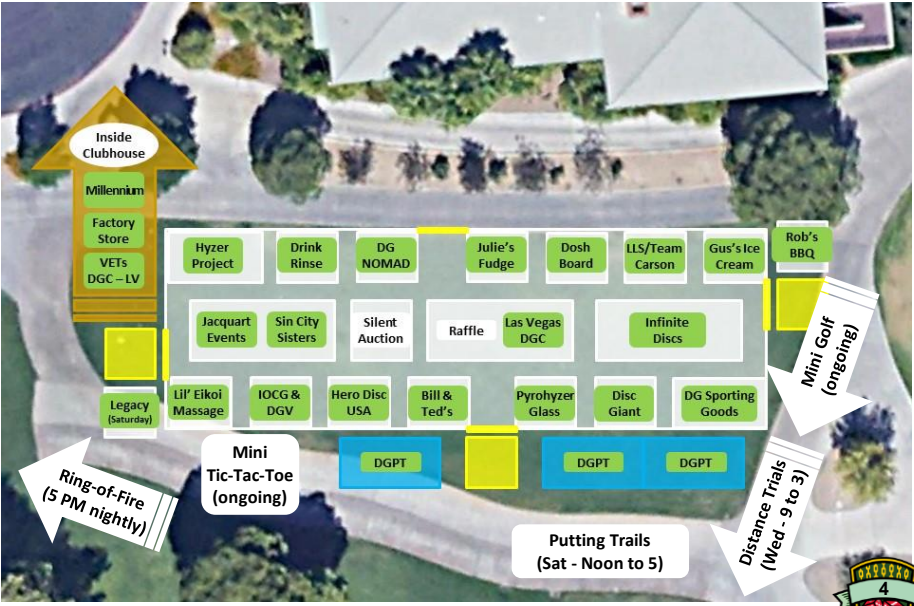 Inside
Clubhouse
Millennium
Factory
Store
VETs
DGC – LV
Hyzer
Project
Drink
Rinse
DG
NOMAD
Julie's
Fudge
Dosh
Board
LLS/Team
Carson
Gus's Ice
Cream
Rob's
BBQ
Jacquart
Events
Sin City
Sisters
Silent
Auction
Raffle
Las Vegas
DGC
Infinite
Discs
Mini Golf
(ongoing)
Legacy
(Saturday)
Lil' Eikoi
Massage
IOCG &
DGV
Hero Disc
USA
Bill &
Ted's
Pyrohyzer
Glass
Disc
Giant
DG Sporting
Goods
Ring-of-Fire
(5 PM nightly)
Mini
Tic-Tac-Toe
(ongoing)
DGPT
DGPT
DGPT
Putting Trails
(Sat - Noon to 5)
Distance Trials
(Wed - 9 to 3)
4